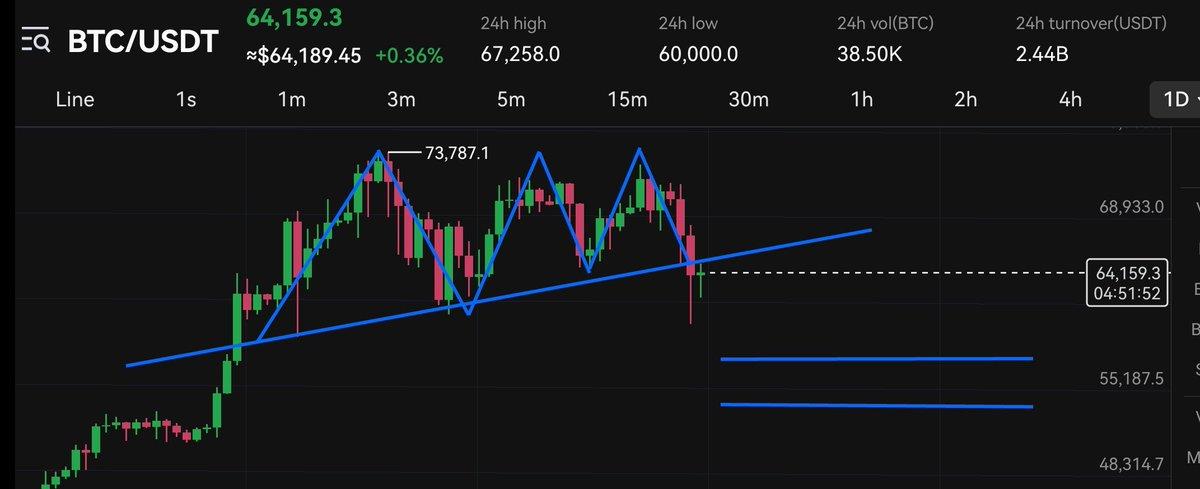 BTC/USDT
64,159.3
≈$64,189.45 +0.36%
24h high
67,258.0
24h low
60,000.0
24h vol(BTC)
38.50K
24h turnover(USDT)
2.44B
Line 1s 1m 3m 5m 15m 30m 1h 2h 4h 1D
73,787.1
68,933.0
64,159.3
04:51:52
55,187.5
48,314.7